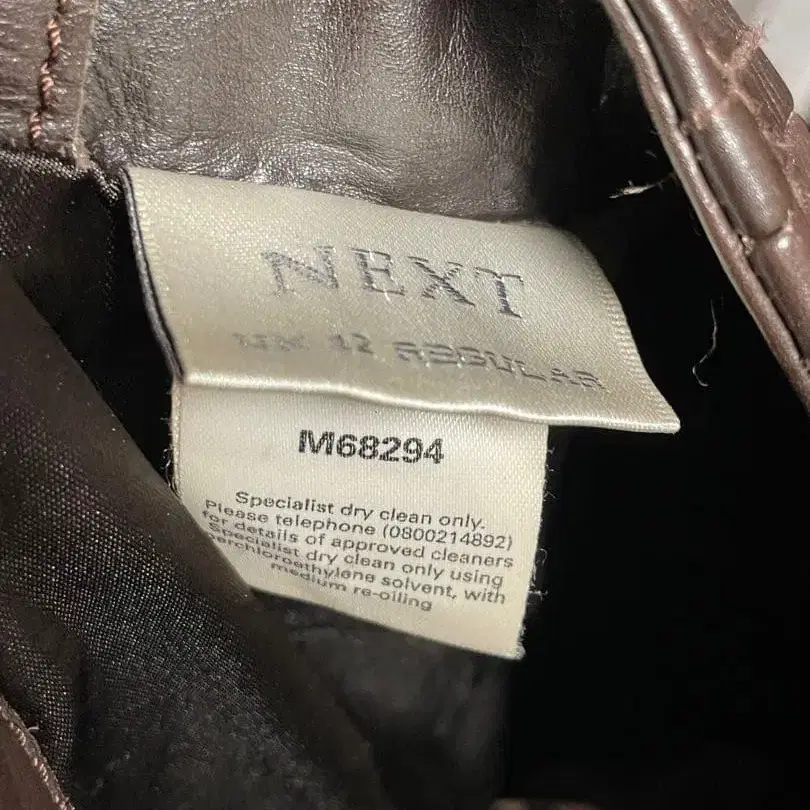 NEXT
UK 12 REGULAR
M68294
Specialist dry clean only.
Please telephone (0800214892)
for details of approved cleaners
Specialist dry clean only using
perchloroethylene solvent, with
medium re-oiling